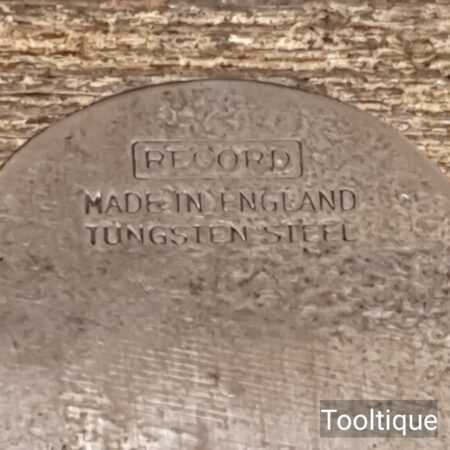 RECORD
MADE IN ENGLAND
TUNGSTEN STEEL
Tooltique